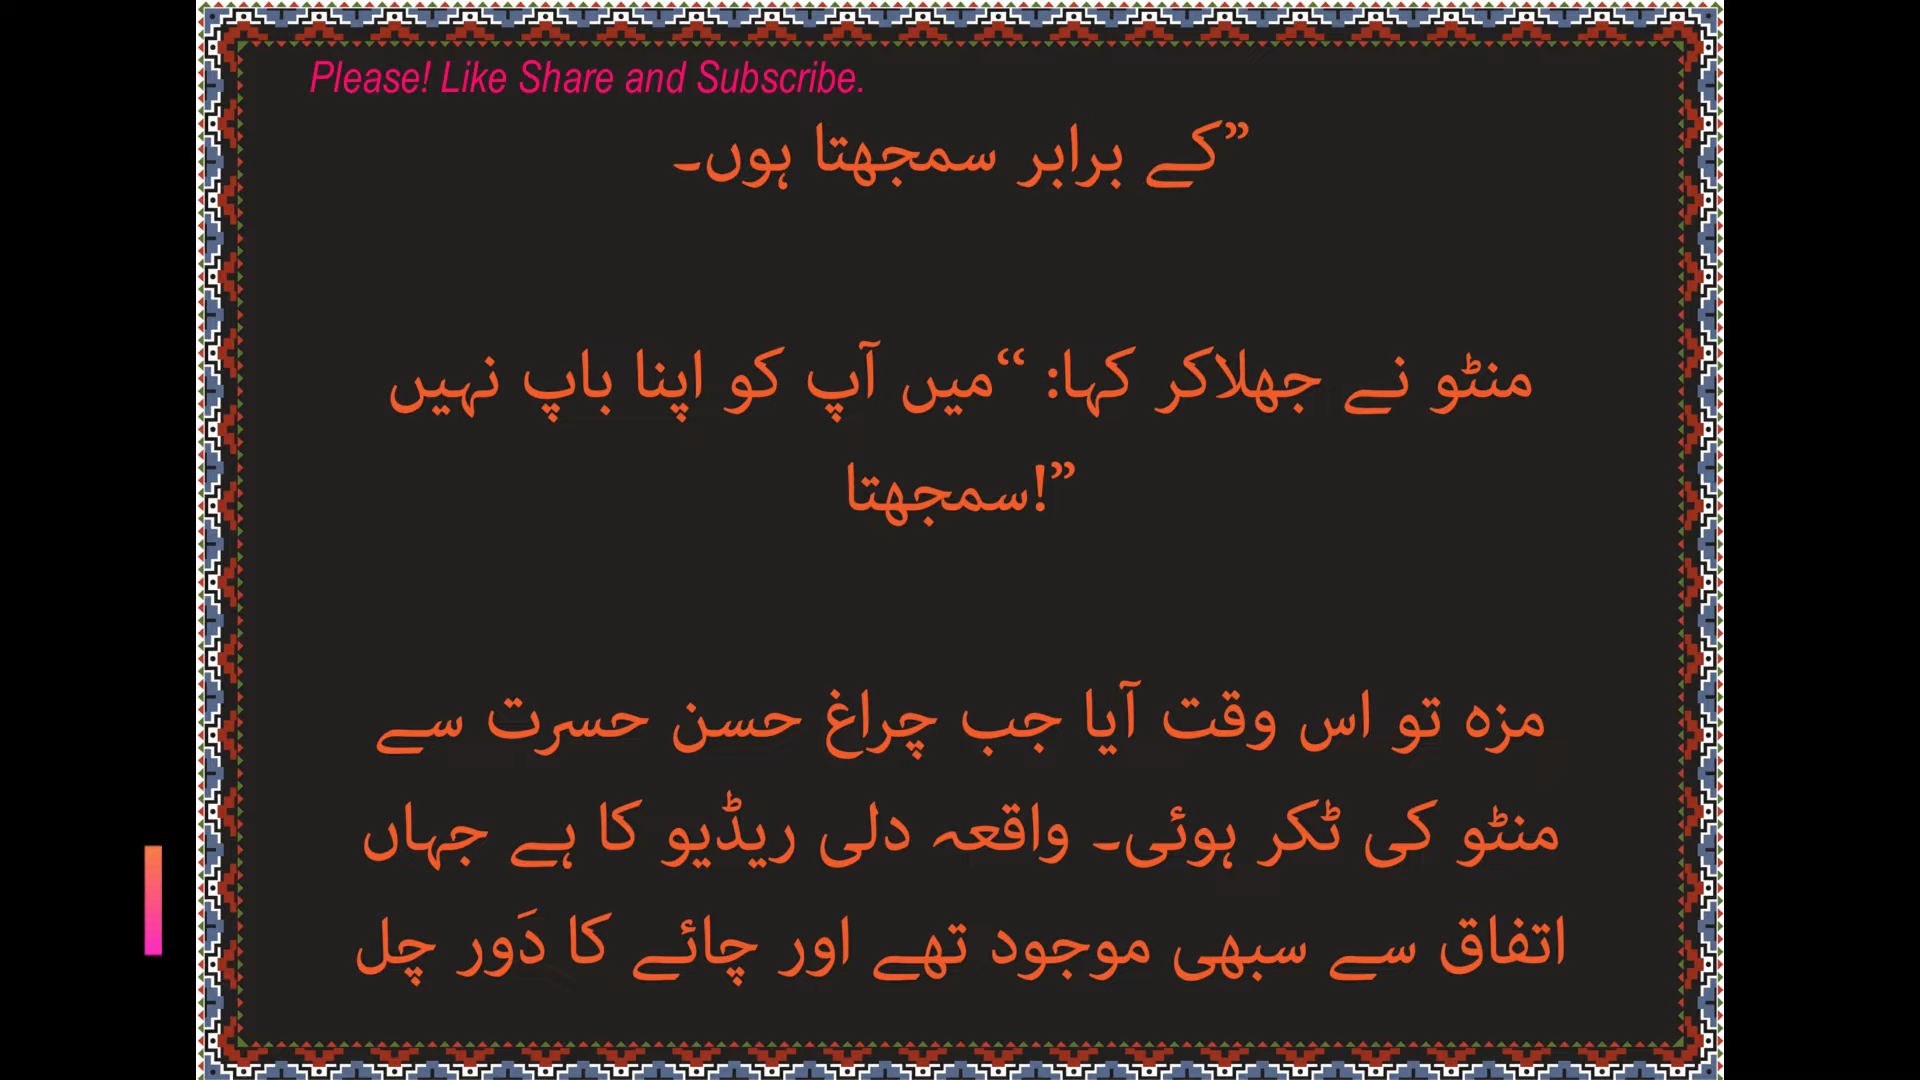 Please! Like Share and Subscribe.
کے برابر سمجھتا ہوں۔”
منٹو نے جھلاکر کہا: “میں آپ کو اپنا باپ نہیں
سمجھتا!”
مزہ تو اس وقت آیا جب چراغ حسن حسرت سے
منٹو کی ٹکر ہوئی۔ واقعہ دلی ریڈیو کا ہے جہاں
اتفاق سے سبھی موجود تھے اور چائے کا دَور چل